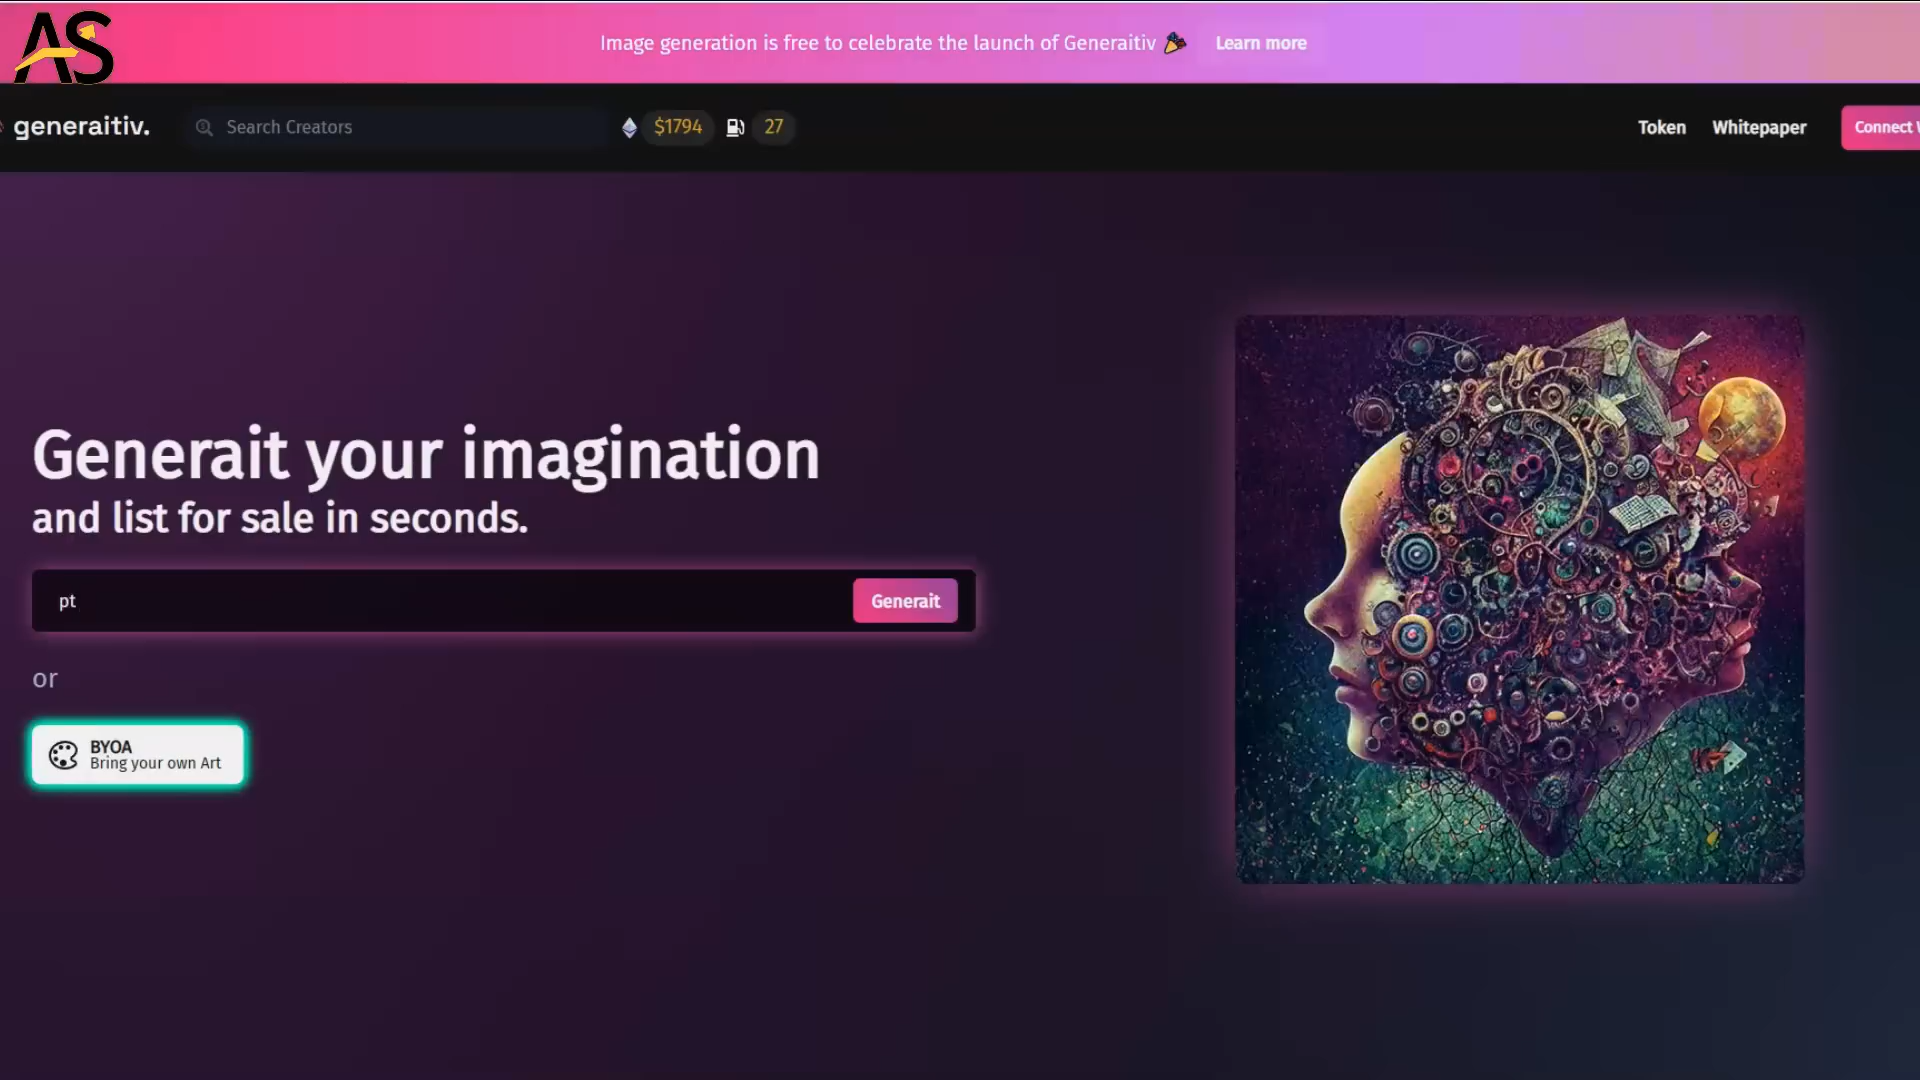 AS
Image generation is free to celebrate the launch of Generaitiv 🎉 Learn more
generaitiv.
Search Creators
$1794
27
Token
Whitepaper
Connect
Generait your imagination
and list for sale in seconds.
pt
Generait
or
BYOA
Bring your own Art